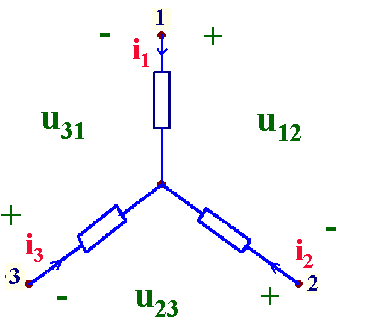 1
- +
i1
u31 u12
+ -
i3 i2
3 2
- +
u23